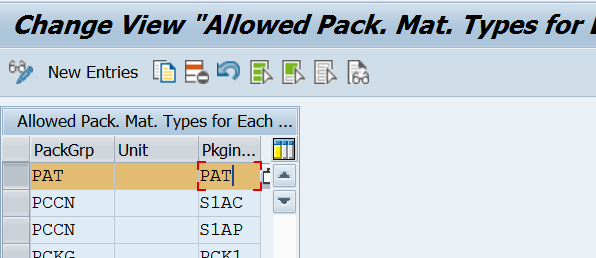 Change View "Allowed Pack. Mat. Types for
New Entries
Allowed Pack. Mat. Types for Each ...
PackGrp Unit Pkgin...
PAT PAT
PCCN S1AC
PCCN S1AP
PCKG PCK1